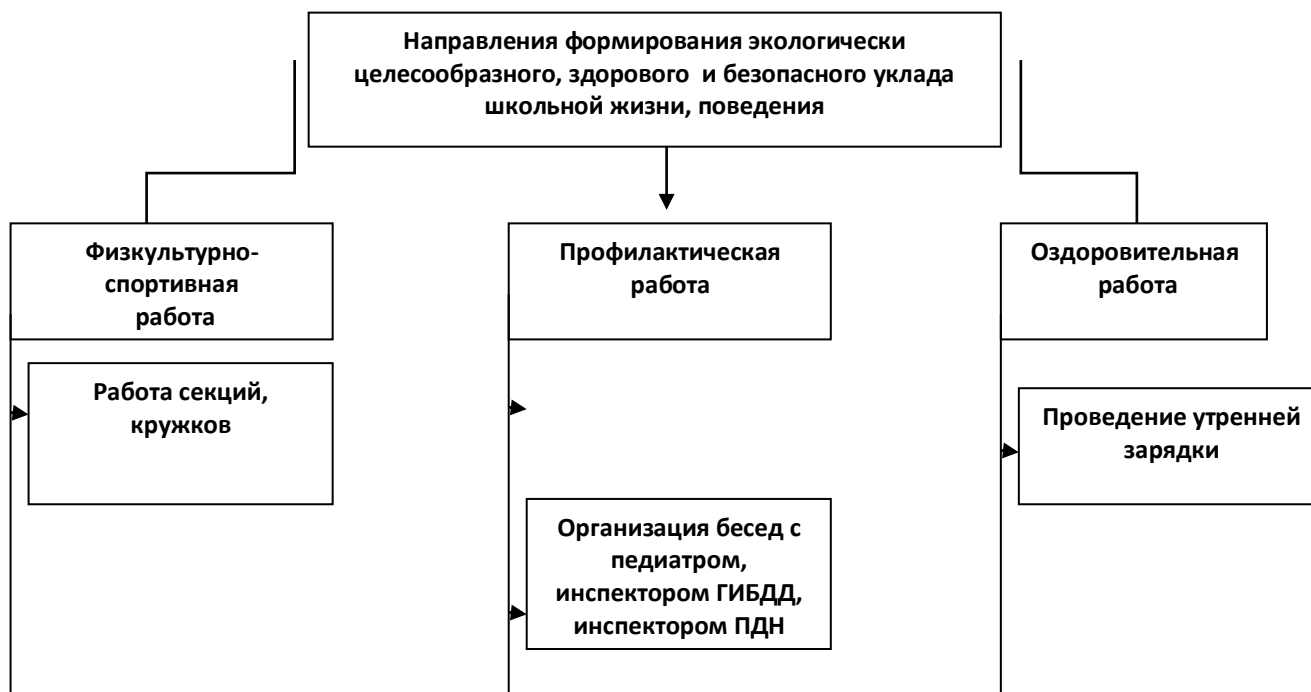 Направления формирования экологически
целесообразного, здорового и безопасного уклада
школьной жизни, поведения
Физкультурно-
спортивная
работа
Профилактическая
работа
Оздоровительная
работа
Работа секций,
кружков
Проведение утренней
зарядки
Организация бесед с
педиатром,
инспектором ГИБДД,
инспектором ПДН